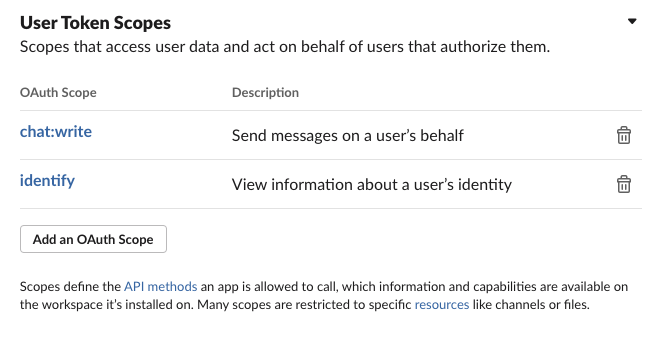 User Token Scopes
Scopes that access user data and act on behalf of users that authorize them.
OAuth Scope Description
chat:write Send messages on a user’s behalf
identify View information about a user’s identity
Add an OAuth Scope
Scopes define the API methods an app is allowed to call, which information and capabilities are available on
the workspace it’s installed on. Many scopes are restricted to specific resources like channels or files.